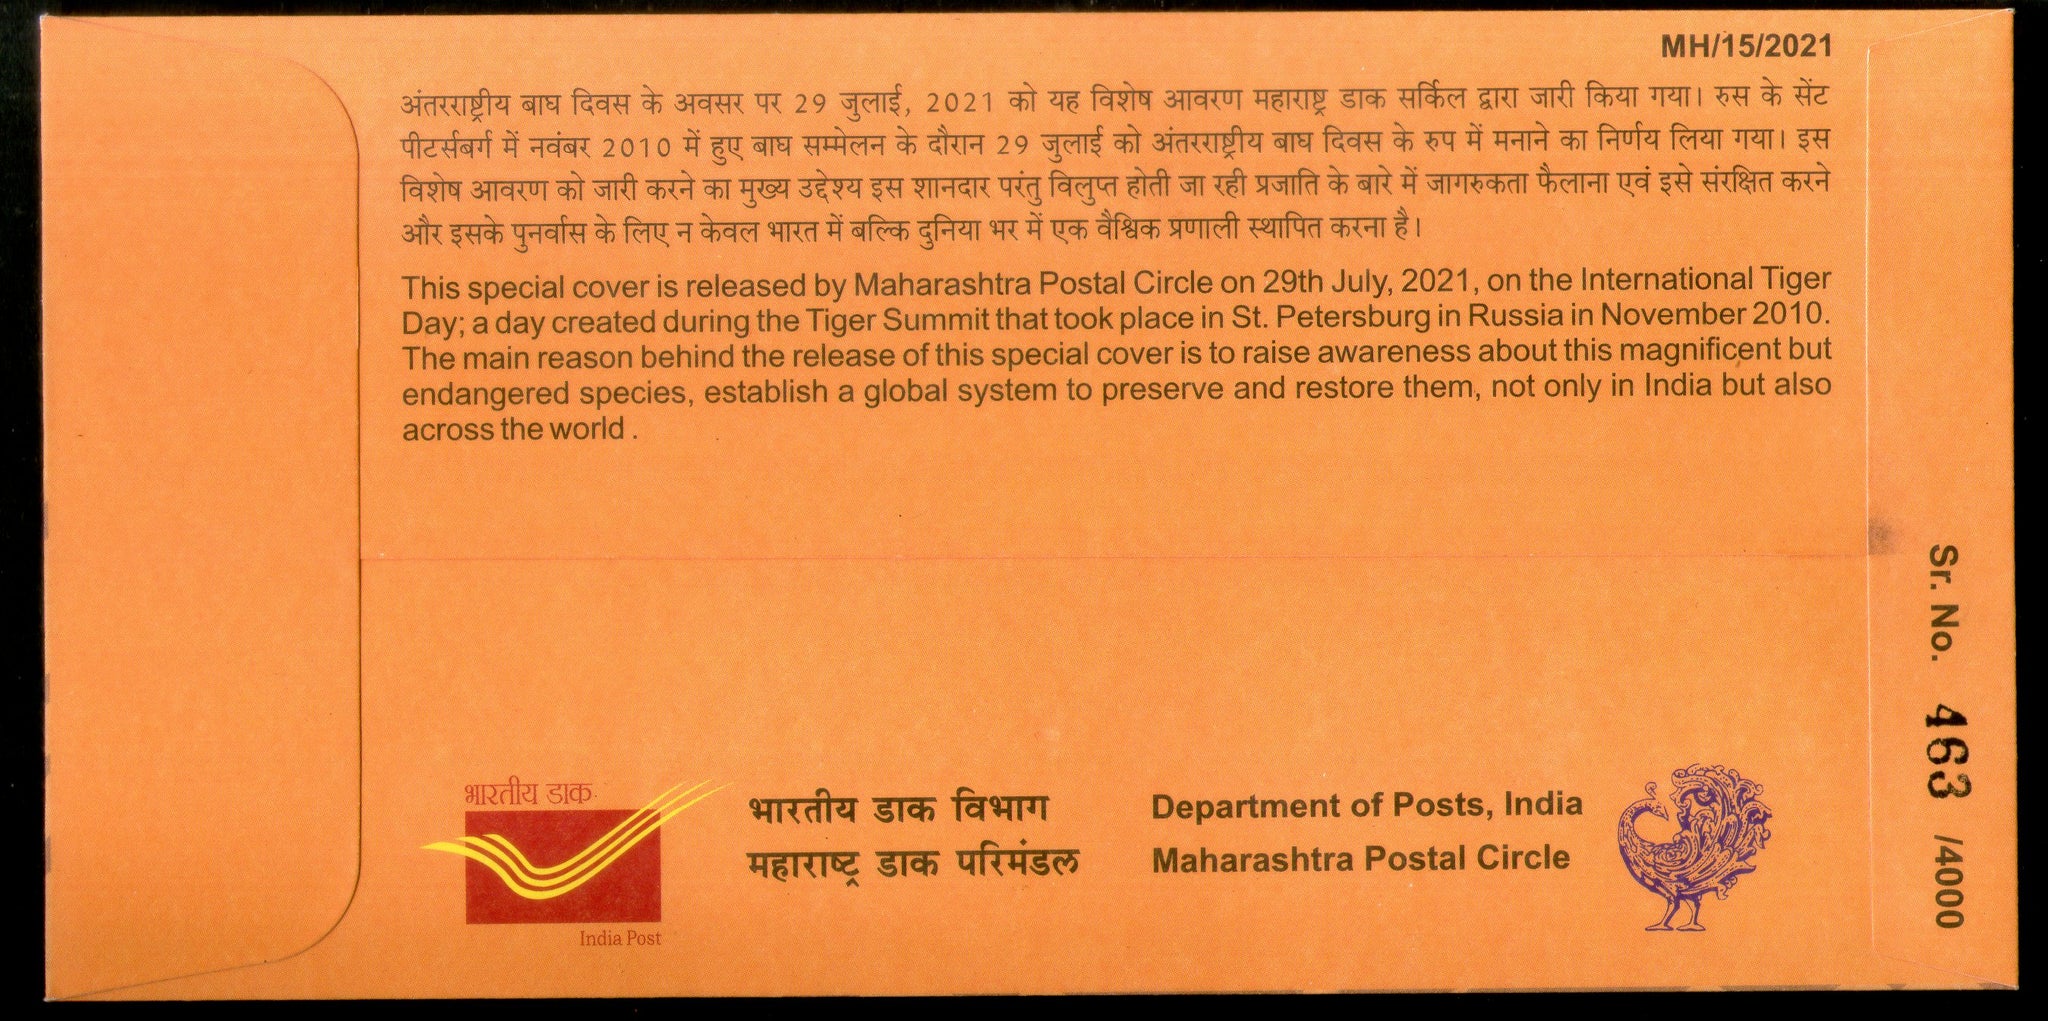 MH/15/2021
अंतरराष्ट्रीय बाघ दिवस के अवसर पर 29 जुलाई, 2021 को यह विशेष आवरण महाराष्ट्र डाक सर्किल द्वारा जारी किया गया। रुस के सेंट
पीटर्सबर्ग में नवंबर 2010 में हुए बाघ सम्मेलन के दौरान 29 जुलाई को अंतरराष्ट्रीय बाघ दिवस के रुप में मनाने का निर्णय लिया गया। इस
विशेष आवरण को जारी करने का मुख्य उद्देश्य इस शानदार परंतु विलुप्त होती जा रही प्रजाति के बारे में जागरुकता फैलाना एवं इसे संरक्षित करने
और इसके पुनर्वास के लिए न केवल भारत में बल्कि दुनिया भर में एक वैश्विक प्रणाली स्थापित करना है।
This special cover is released by Maharashtra Postal Circle on 29th July, 2021, on the International Tiger
Day; a day created during the Tiger Summit that took place in St. Petersburg in Russia in November 2010.
The main reason behind the release of this special cover is to raise awareness about this magnificent but
endangered species, establish a global system to preserve and restore them, not only in India but also
across the world .
भारतीय डाक
India Post
भारतीय डाक विभाग
महाराष्ट्र डाक परिमंडल
Department of Posts, India
Maharashtra Postal Circle
Sr. No. 463 /4000